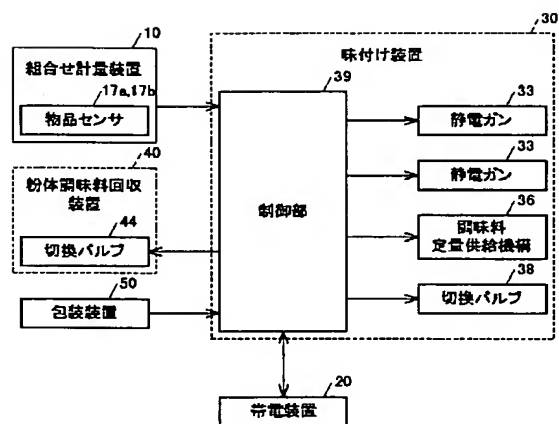 10
組合せ計量装置
17a,17b
物品センサ
40
粉体調味料回収
装置
44
切換バルブ
50
包装装置
30
味付け装置
39
制御部
33
静電ガン
33
静電ガン
36
調味料
定量供給機構
38
切換バルブ
20
帯電装置